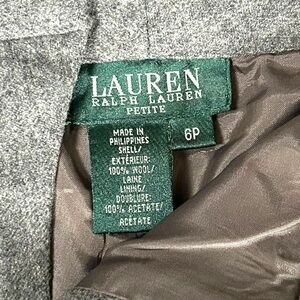 LAUREN
RALPH LAUREN
PETITE
6P
MADE IN
PHILIPPINES
SHELL/
EXTÉRIEUR:
100% WOOL/
LAINE
LINING/
DOUBLURE:
100% ACETATE/
ACÉTATE